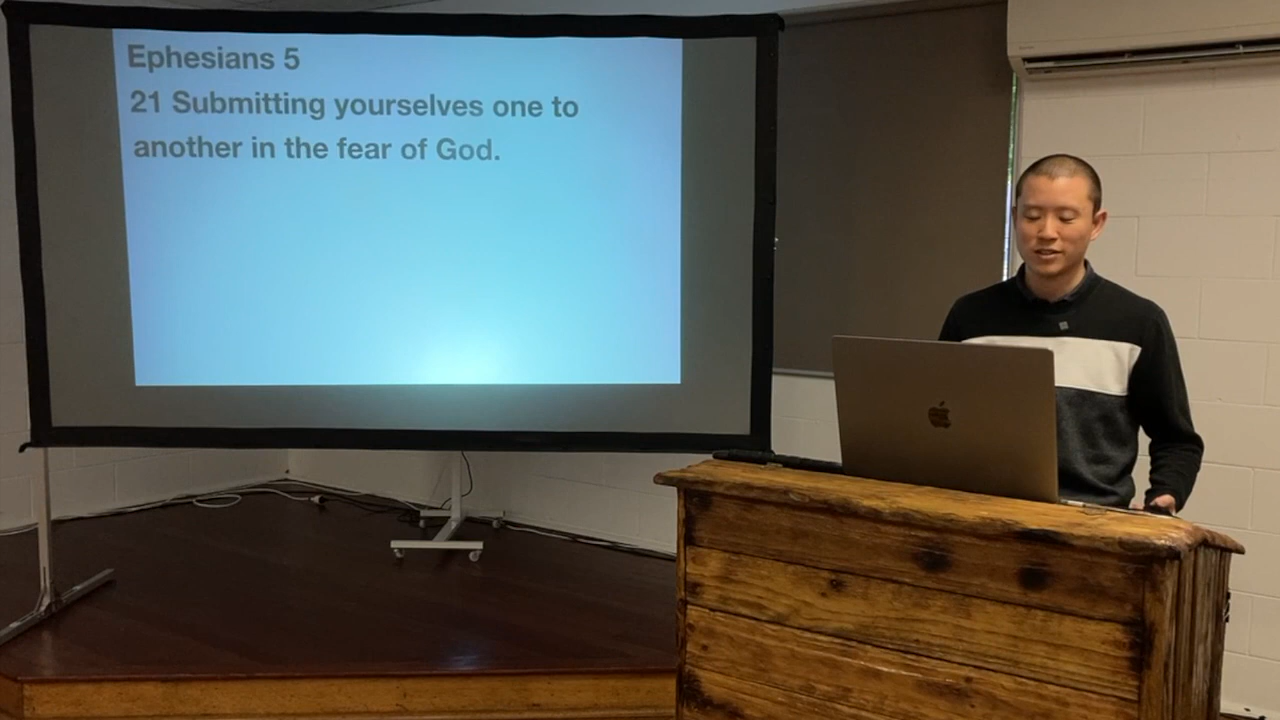 Ephesians 5
21 Submitting yourselves one to
another in the fear of God.